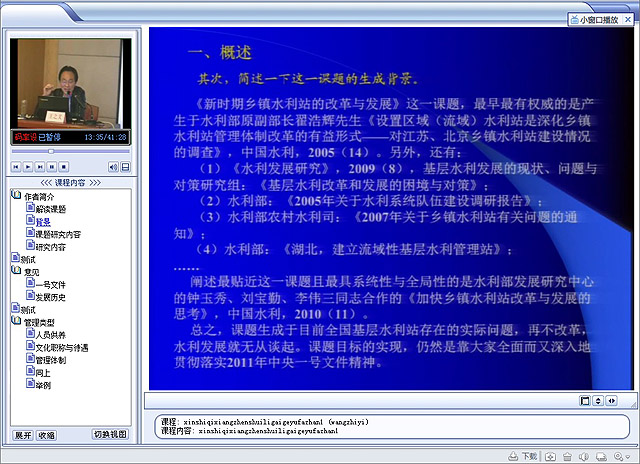 小窗口播放
一、概述
其次，简述一下这一课题的生成背景。
《新时期乡镇水利站的改革与发展》这一课题，最早最有权威的是产
生于水利部原副部长翟浩辉先生《设置区域（流域）水利站是深化乡镇
水利站管理体制改革的有益形式——对江苏、北京乡镇水利站建设情况
的调查》，中国水利，2005（14）。另外，还有：
（1）《水利发展研究》，2009（8），基层水利发展的现状、问题与
对策研究组：《基层水利改革和发展的困境与对策》；
（2）水利部：《2005年关于水利系统队伍建设调研报告》；
（3）水利部农村水利司：《2007年关于乡镇水利站有关问题的通
知》；
（4）水利部：《湖北，建立流域性基层水利管理站》；
……
阐述最贴近这一课题且最具系统性与全局性的是水利部发展研究中心
的钟玉秀、刘宝勤、李伟三同志合作的《加快乡镇水利站改革与发展的
思考》，中国水利，2010（11）。
总之，课题生成于目前全国基层水利站存在的实际问题，再不改革，
水利发展就无从谈起。课题目标的实现，仍然是靠大家全面而又深入地
贯彻落实2011年中央一号文件精神。
已暂停 13:35/41:28
<<< 课程内容 >>>
作者简介
解读课题
背景
课题研究内容
研究内容
测试
意见
一号文件
发展历史
测试
管理类型
人员供养
文化职称与待遇
管理体制
同上
举例
展开 收缩 切换视图
课程: xinshiqixiangzhenshuiligaigeyufazhan1 (wangzhiyi)
课程内容: xinshiqixiangzhenshuiligaigeyufazhan1
下载